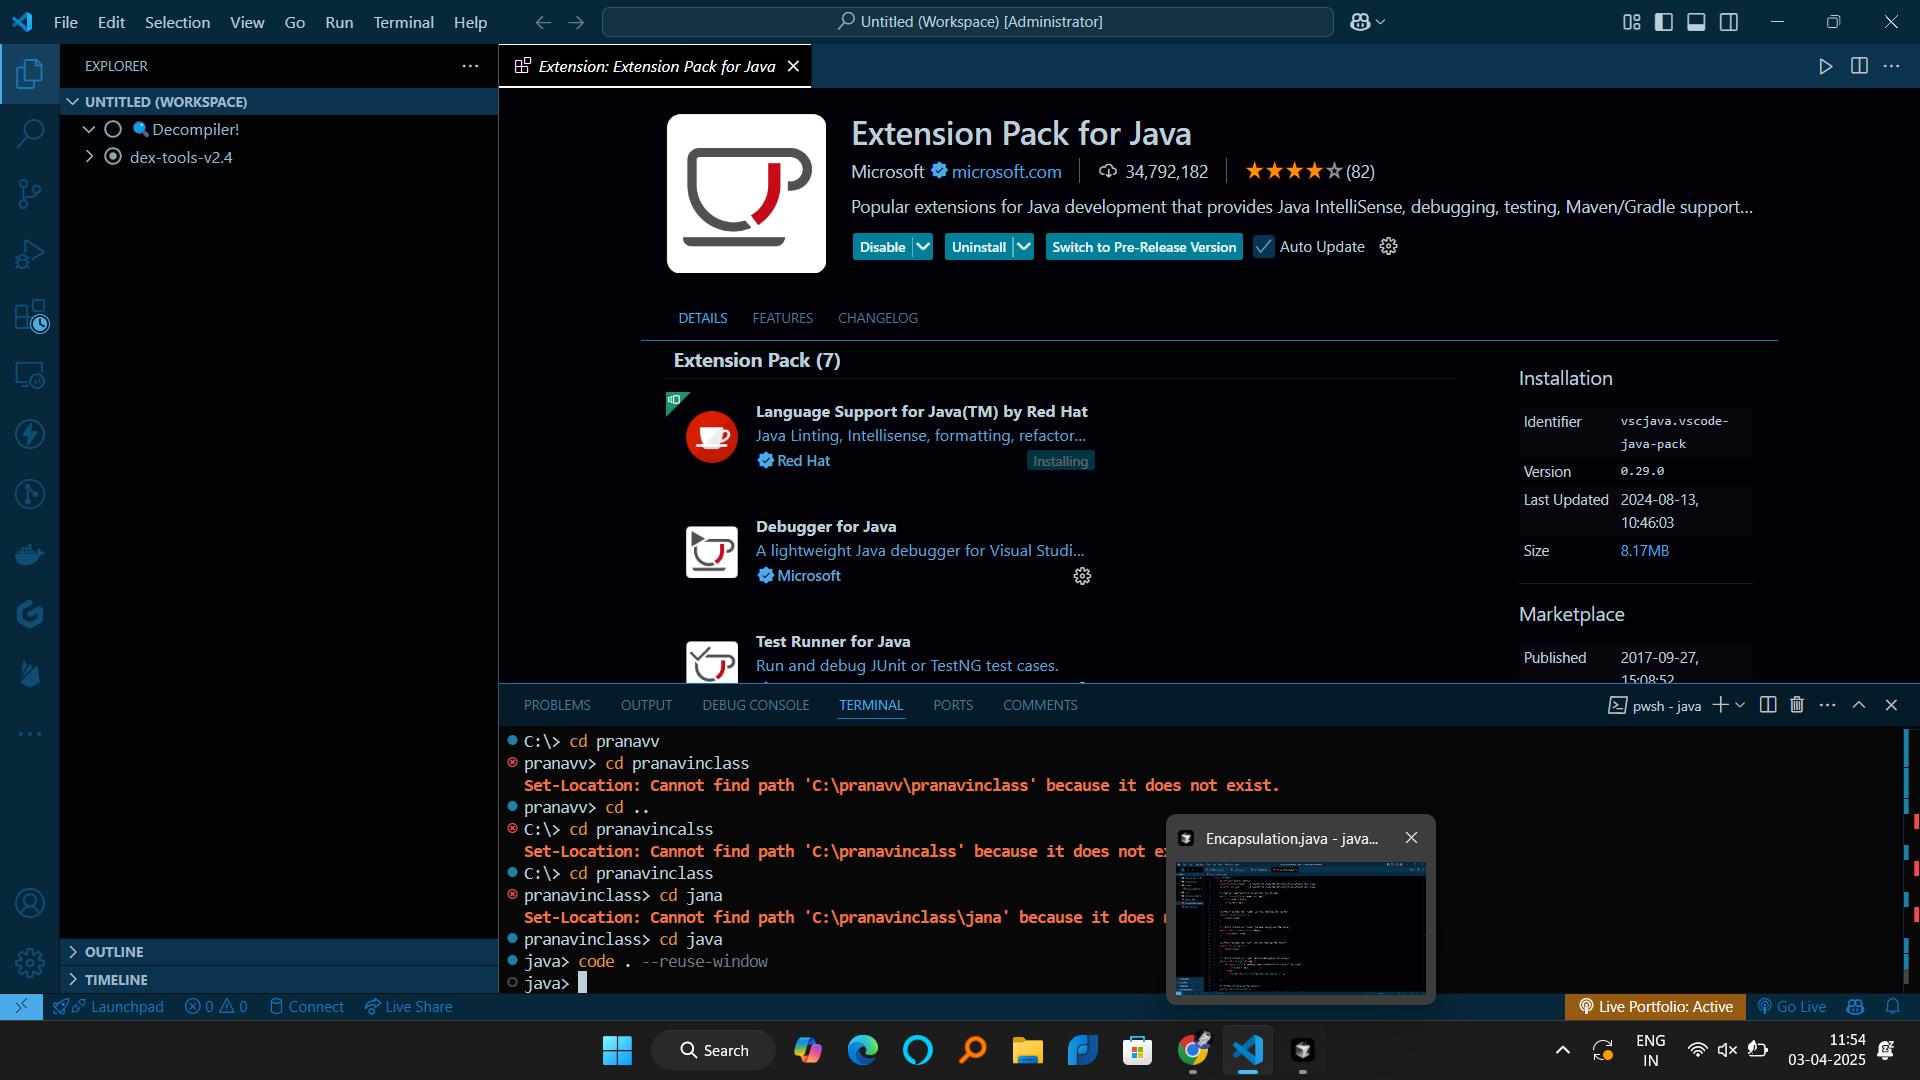 File Edit Selection View Go Run Terminal Help
Untitled (Workspace) [Administrator]
EXPLORER
UNTITLED (WORKSPACE)
Decompiler!
dex-tools-v2.4
OUTLINE
TIMELINE
Extension: Extension Pack for Java
Extension Pack for Java
Microsoft microsoft.com 34,792,182 (82)
Popular extensions for Java development that provides Java IntelliSense, debugging, testing, Maven/Gradle support...
Disable Uninstall Switch to Pre-Release Version Auto Update
DETAILS FEATURES CHANGELOG
Extension Pack (7)
Language Support for Java(TM) by Red Hat
Java Linting, Intellisense, formatting, refactor...
Red Hat Installing
Debugger for Java
A lightweight Java debugger for Visual Studi...
Microsoft
Test Runner for Java
Run and debug JUnit or TestNG test cases.
Installation
Identifier vscjava.vscode-
java-pack
Version 0.29.0
Last Updated 2024-08-13,
10:46:03
Size 8.17MB
Marketplace
Published 2017-09-27,
15:08:52
PROBLEMS OUTPUT DEBUG CONSOLE TERMINAL PORTS COMMENTS
pwsh - java
C:\> cd pranavv
pranavv> cd pranavinclass
Set-Location: Cannot find path 'C:\pranavv\pranavinclass' because it does not exist.
pranavv> cd ..
C:\> cd pranavincalss
Set-Location: Cannot find path 'C:\pranavincalss' because it does not
C:\> cd pranavinclass
pranavinclass> cd jana
Set-Location: Cannot find path 'C:\pranavinclass\jana' because it does
pranavinclass> cd java
java> code . --reuse-window
java>
Encapsulation.java - java...
Launchpad 0 0 Connect Live Share
Live Portfolio: Active Go Live
Search
ENG
IN
11:54
03-04-2025